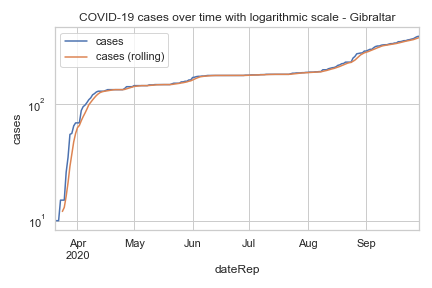 COVID-19 cases over time with logarithmic scale - Gibraltar
cases
cases (rolling)
10²
10¹
cases
Apr May Jun Jul Aug Sep
2020
dateRep